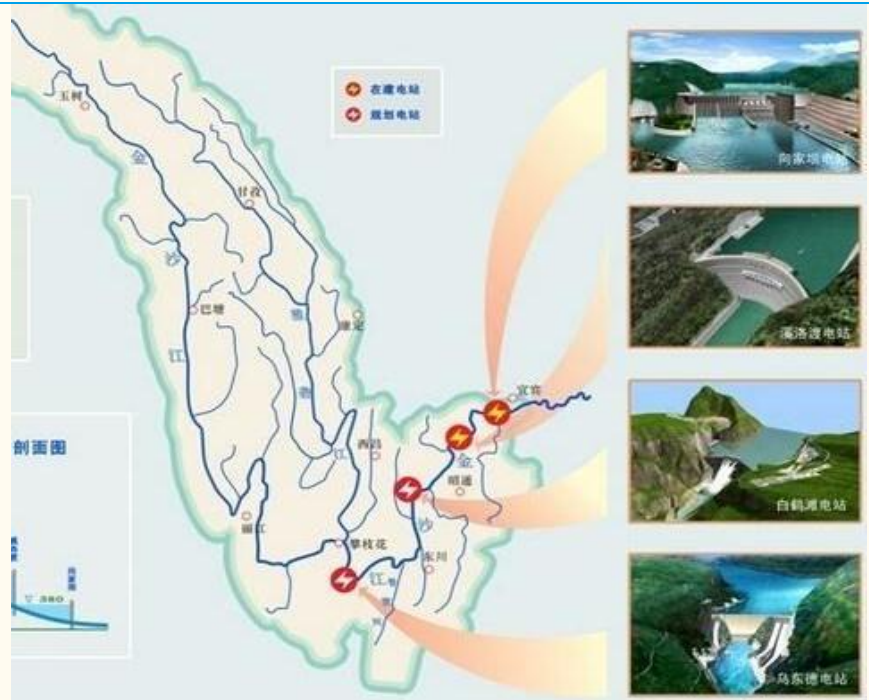 在建电站
规划电站
向家坝电站
溪洛渡电站
白鹤滩电站
乌东德电站
玉树
金
沙
江
甘孜
巴塘
雅
砻
江
康定
宜宾
西昌
金
沙
江
昭通
丽江
攀枝花
东川
剖面图
▽ 380